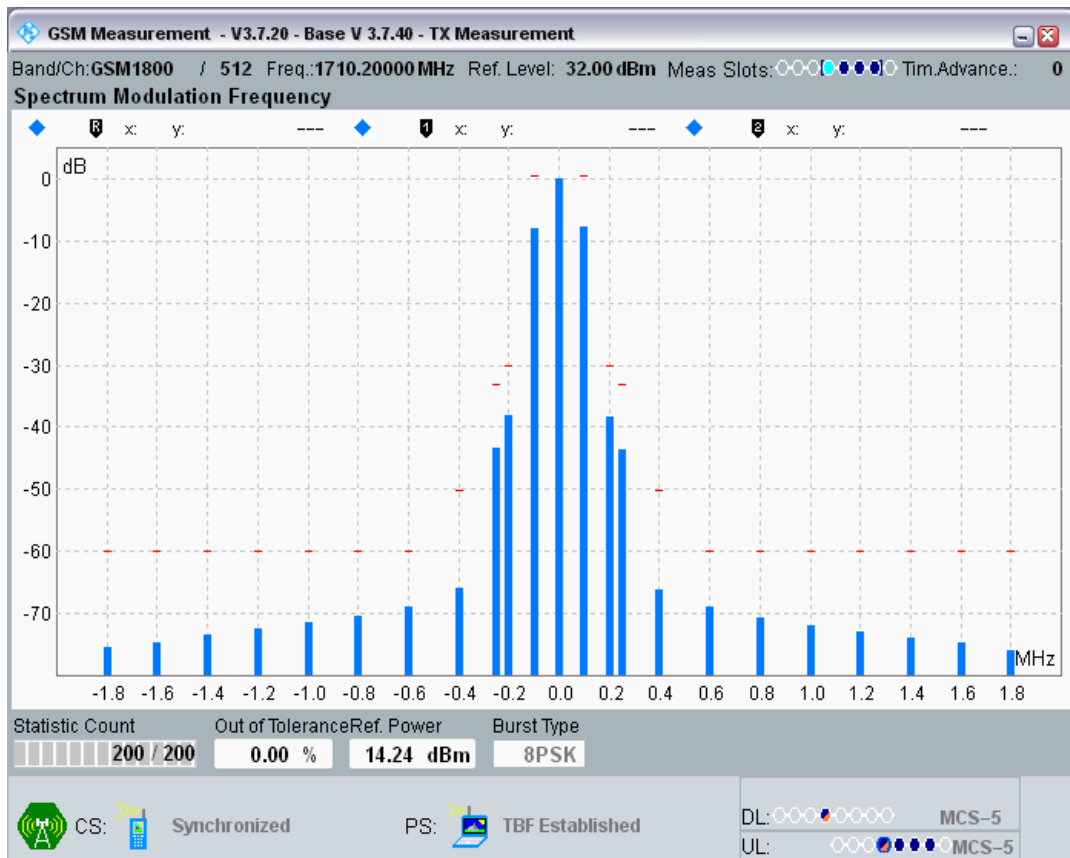 GSM Measurement - V3.7.20 - Base V 3.7.40 - TX Measurement
Band/Ch:GSM1800 / 512 Freq.:1710.20000 MHz Ref. Level: 32.00 dBm Meas Slots: Tim.Advance.: 0
Spectrum Modulation Frequency
R x: y: --- 1 x: y: --- 2 x: y: ---
dB
0
-10
-20
-30
-40
-50
-60
-70
MHz
-1.8 -1.6 -1.4 -1.2 -1.0 -0.8 -0.6 -0.4 -0.2 0.0 0.2 0.4 0.6 0.8 1.0 1.2 1.4 1.6 1.8
Statistic Count Out of Tolerance Ref. Power Burst Type
200 / 200 0.00 % 14.24 dBm 8PSK
CS: Synchronized PS: TBF Established
DL: MCS-5
UL: MCS-5